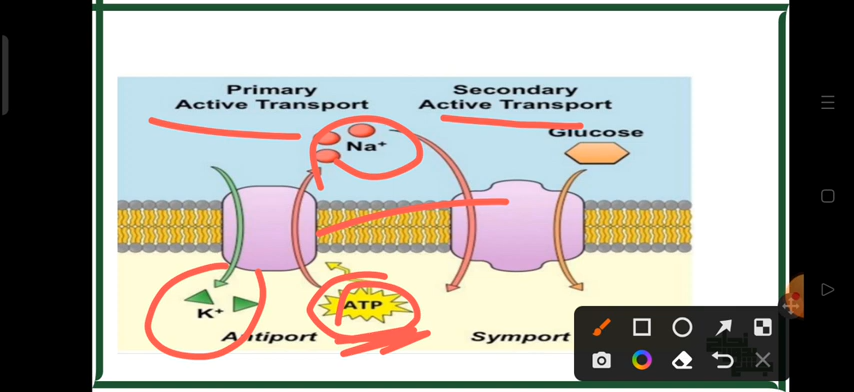 Primary
Active Transport
Secondary
Active Transport
Glucose
Na⁺
K⁺
ATP
Antiport
Symport